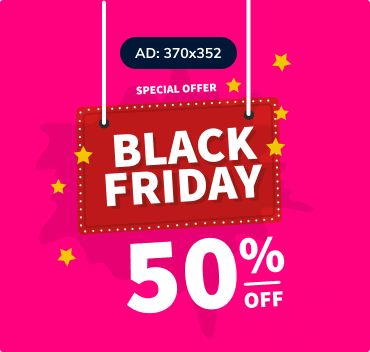 AD: 370x352
SPECIAL OFFER
BLACK
FRIDAY
50%
OFF